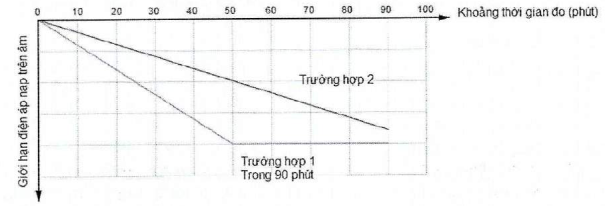 0 10 20 30 40 50 60 70 80 90 100
Khoảng thời gian đo (phút)
Giới hạn điện áp nạp trên âm
Trường hợp 2
Trường hợp 1
Trong 90 phút